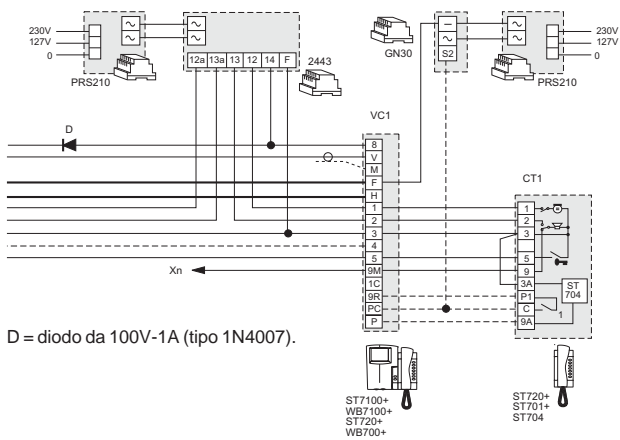 230V
127V
0
PRS210
12a 13a 13 12 14 F
2443
GN30
S2
230V
127V
0
PRS210
D
VC1
8
V
M
F
H
1
2
3
4
5
9M
1C
9R
PC
P
Xn
CT1
1
2
3
5
9
3A
P1
C
9A
ST
704
1
D = diodo da 100V-1A (tipo 1N4007).
ST7100+
WB7100+
ST720+
WB700+
ST720+
ST701+
ST704